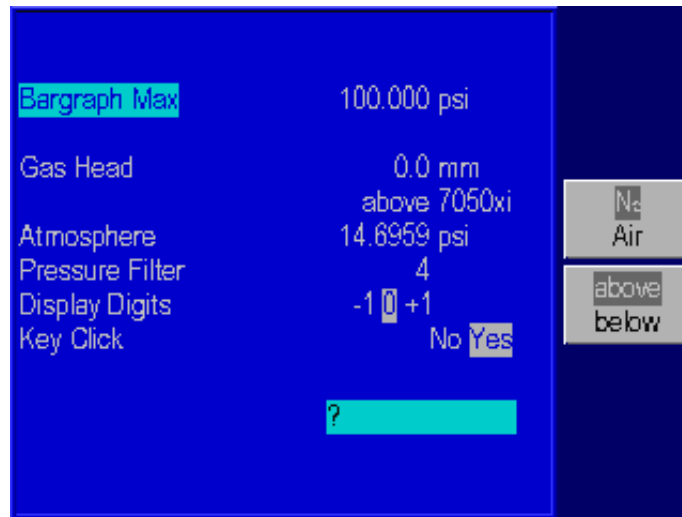 Bargraph Max 100.000 psi
Gas Head 0.0 mm
above 7050xi
Atmosphere 14.6959 psi
Pressure Filter 4
Display Digits -1 0 +1
Key Click No Yes
?
N₂
Air
above
below